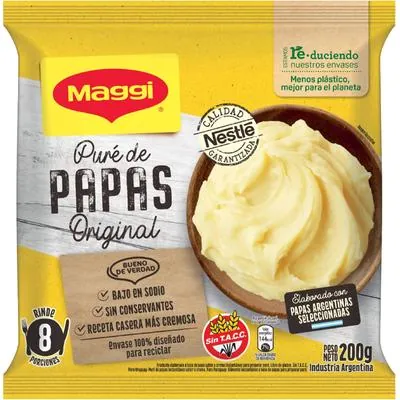 ESTAMOS
re·duciendo
nuestros envases
Menos plástico,
mejor para el planeta
Maggi
CALIDAD
Nestlé
GARANTIZADA
Puré de
PAPAS
Original
BUENO
DE VERDAD
BAJO EN SODIO
SIN CONSERVANTES
RECETA CASERA MÁS CREMOSA
Envase 100% diseñado
para reciclar
RINDE
8
PORCIONES
Sin T.A.C.C.
Elaborado con
PAPAS ARGENTINAS
SELECCIONADAS
PESO
NETO 200g
Industria Argentina